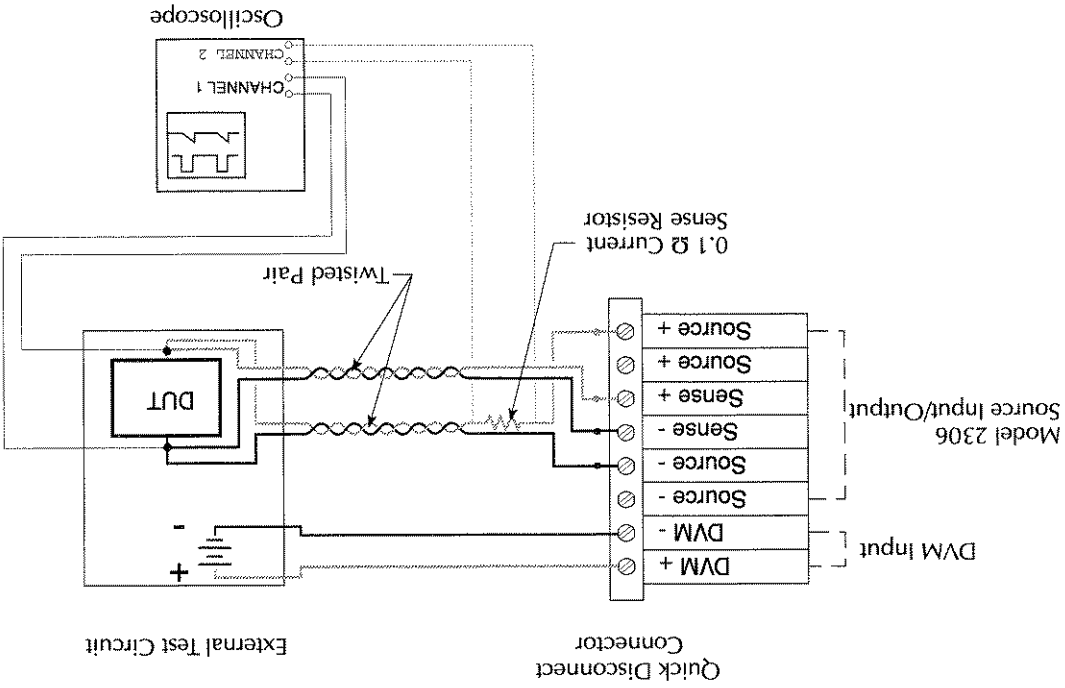 Quick Disconnect
Connector
External Test Circuit
DVM Input
DVM +
DVM -
+
-
Model 2306
Source Input/Output
Source -
Source -
Sense -
Sense +
Source +
Source +
DUT
Twisted Pair
0.1 Ω Current
Sense Resistor
CHANNEL 1
CHANNEL 2
Oscilloscope